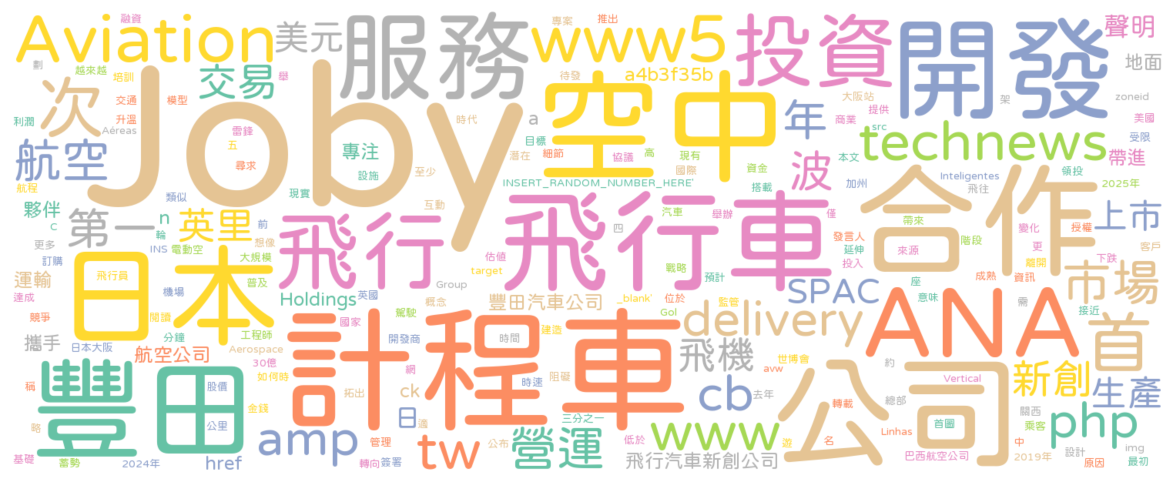 Aviation
融資
美元
服務
專案
推出
www5
投資
開發
聲明
地面
劃
越來越
培訓
舉
交易
次
交通
模型
Joby
時代
待發
a4b3f35b
空中
大阪站
提供
商業
年
架
zoneid
美國
利潤
升溫
Aéreas
雷鋒
五
尋求
專注
設施
a
目標
潛在
細節
協議
高
現有
國際
資金
src
technews
受限
航空
航程
類似
現實
至少
互動
INSERT_RANDOM_NUMBER_HERE'
搭載
波
加州
本文
飛往
Inteligentes
領投
帶進
2025年
夥伴
c
更多
第一
n
輪
INS
英里
電動空
前
想像
大規模
飛行
飛行車
四
汽車
舉辦
僅
發言人
延伸
投入
合作
帶來
來源
階段
變化
更
授權
上市
客戶
訂購
運輸
達成
日本
飛行員
機場
普及
估值
target
戰略
預計
SPAC
座
意味
成熟
離開
資訊
需
下跌
市場
接近
Holdings
英國
Group
概念
豐田汽車公司
_blank'
位於
監管
Gol
delivery
ANA
首
競爭
閱讀
分鐘
工程師
國家
駕駛
攜手
日本大阪
航空公司
Aerospace
30億
開發商
計程車
時間
建造
飛機
世博會
avw
約
Vertical
新創
生產
稱
豐田
股價
如何時
網
拓出
ck
時速
阻礙
cb
去年
公司
轉載
總部
關西
乘客
略
公里
金錢
日
週
三分之一
www
遊
名
Linhas
首圖
php
中
2019年
設計
基礎
蓄勢
2024年
href
amp
管理
轉向
簽署
tw
公布
營運
低於
飛行汽車新創公司
巴西航空公司
原因
img
最初